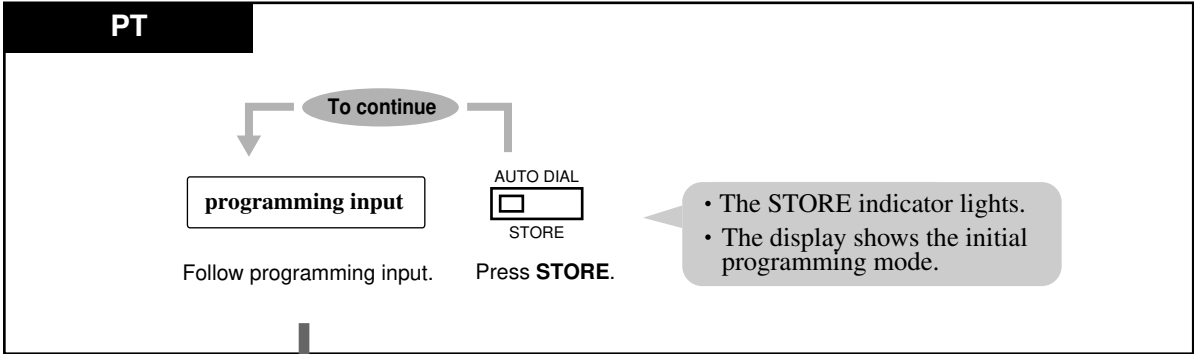 PT
To continue
programming input
AUTO DIAL
STORE
Follow programming input.
Press STORE.
• The STORE indicator lights.
• The display shows the initial
programming mode.